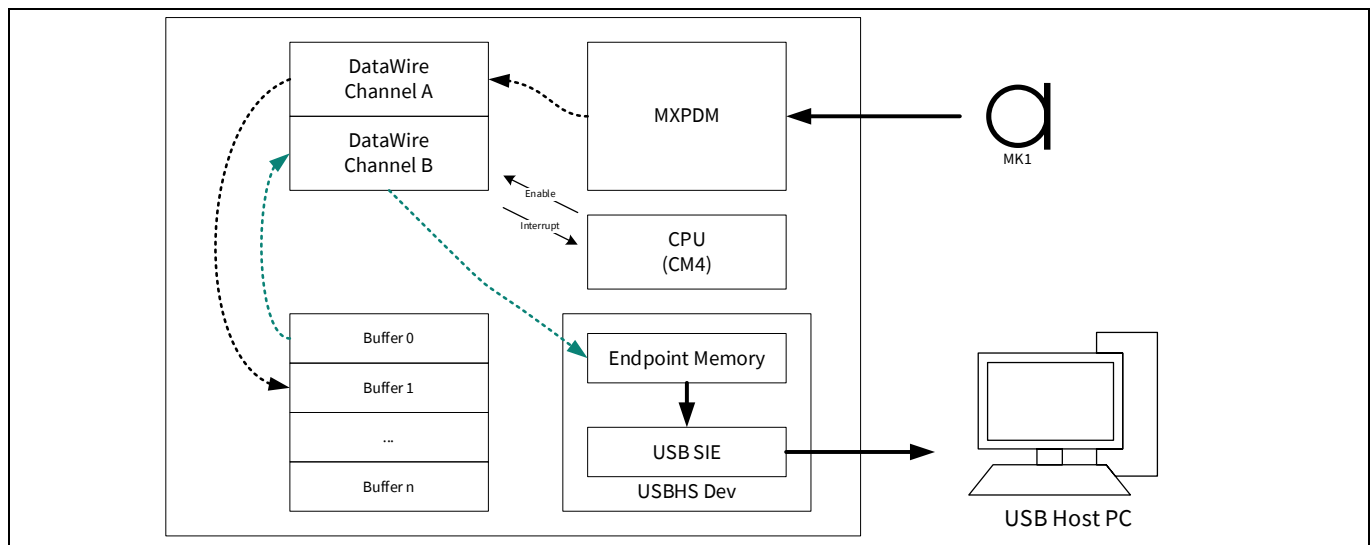 DataWire
Channel A
DataWire
Channel B
MXPDM
MK1
Enable
Interrupt
CPU
(CM4)
Buffer 0
Buffer 1
...
Buffer n
Endpoint Memory
USB SIE
USBHS Dev
USB Host PC